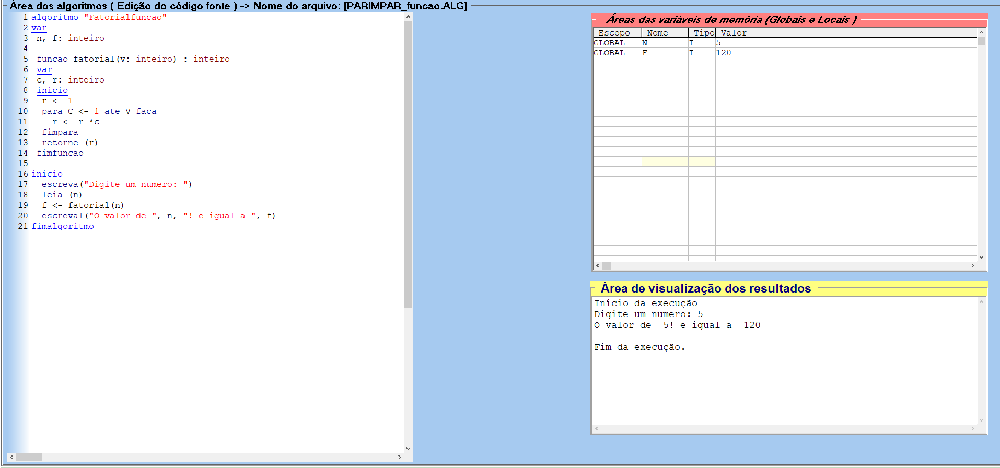 Área dos algoritmos ( Edição do código fonte ) -> Nome do arquivo: [PARIMPAR_funcao.ALG]
1 algoritmo "Fatorialfuncao"
2 var
3 n, f: inteiro
4
5 funcao fatorial(v: inteiro) : inteiro
6 var
7 c, r: inteiro
8 inicio
9 r <- 1
10 para C <- 1 ate V faca
11 r <- r *c
12 fimpara
13 retorne (r)
14 fimfuncao
15
16 inicio
17 escreva("Digite um numero: ")
18 leia (n)
19 f <- fatorial(n)
20 escreval("O valor de ", n, "! e igual a ", f)
21 fimalgoritmo
Áreas das variáveis de memória (Globais e Locais )
Escopo Nome Tipo Valor
GLOBAL N I 5
GLOBAL F I 120
Área de visualização dos resultados
Início da execução
Digite um numero: 5
O valor de  5! e igual a  120
Fim da execução.